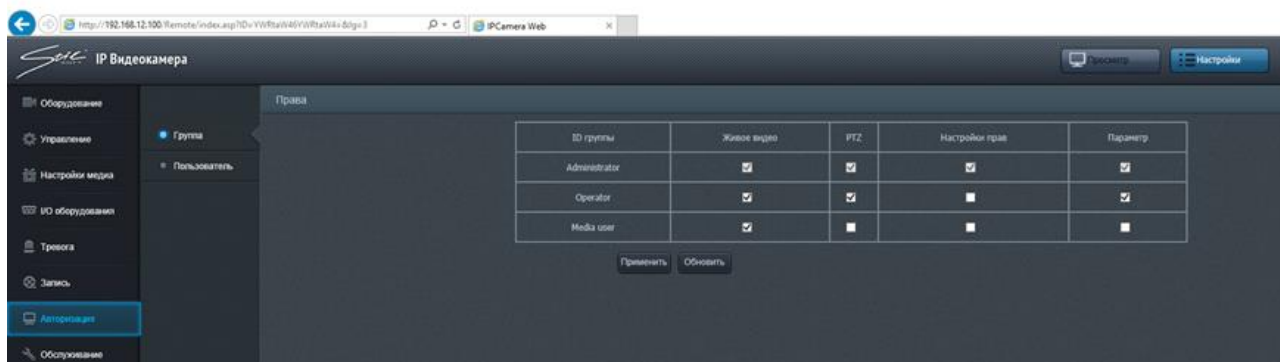 http://192.168.12.100/Remote/index.asp?ID=YWRtaW46YWRtaW4=&lg=3
IPCamera Web
IP Видеокамера
Просмотр
Настройки
Оборудование
Управление
Настройки медиа
I/O оборудования
Тревога
Запись
Авторизация
Обслуживание
Группа
Пользователь
Права
ID группы Живое видео PTZ Настройки прав Параметр
Administrator
Operator
Media user
Применить Обновить